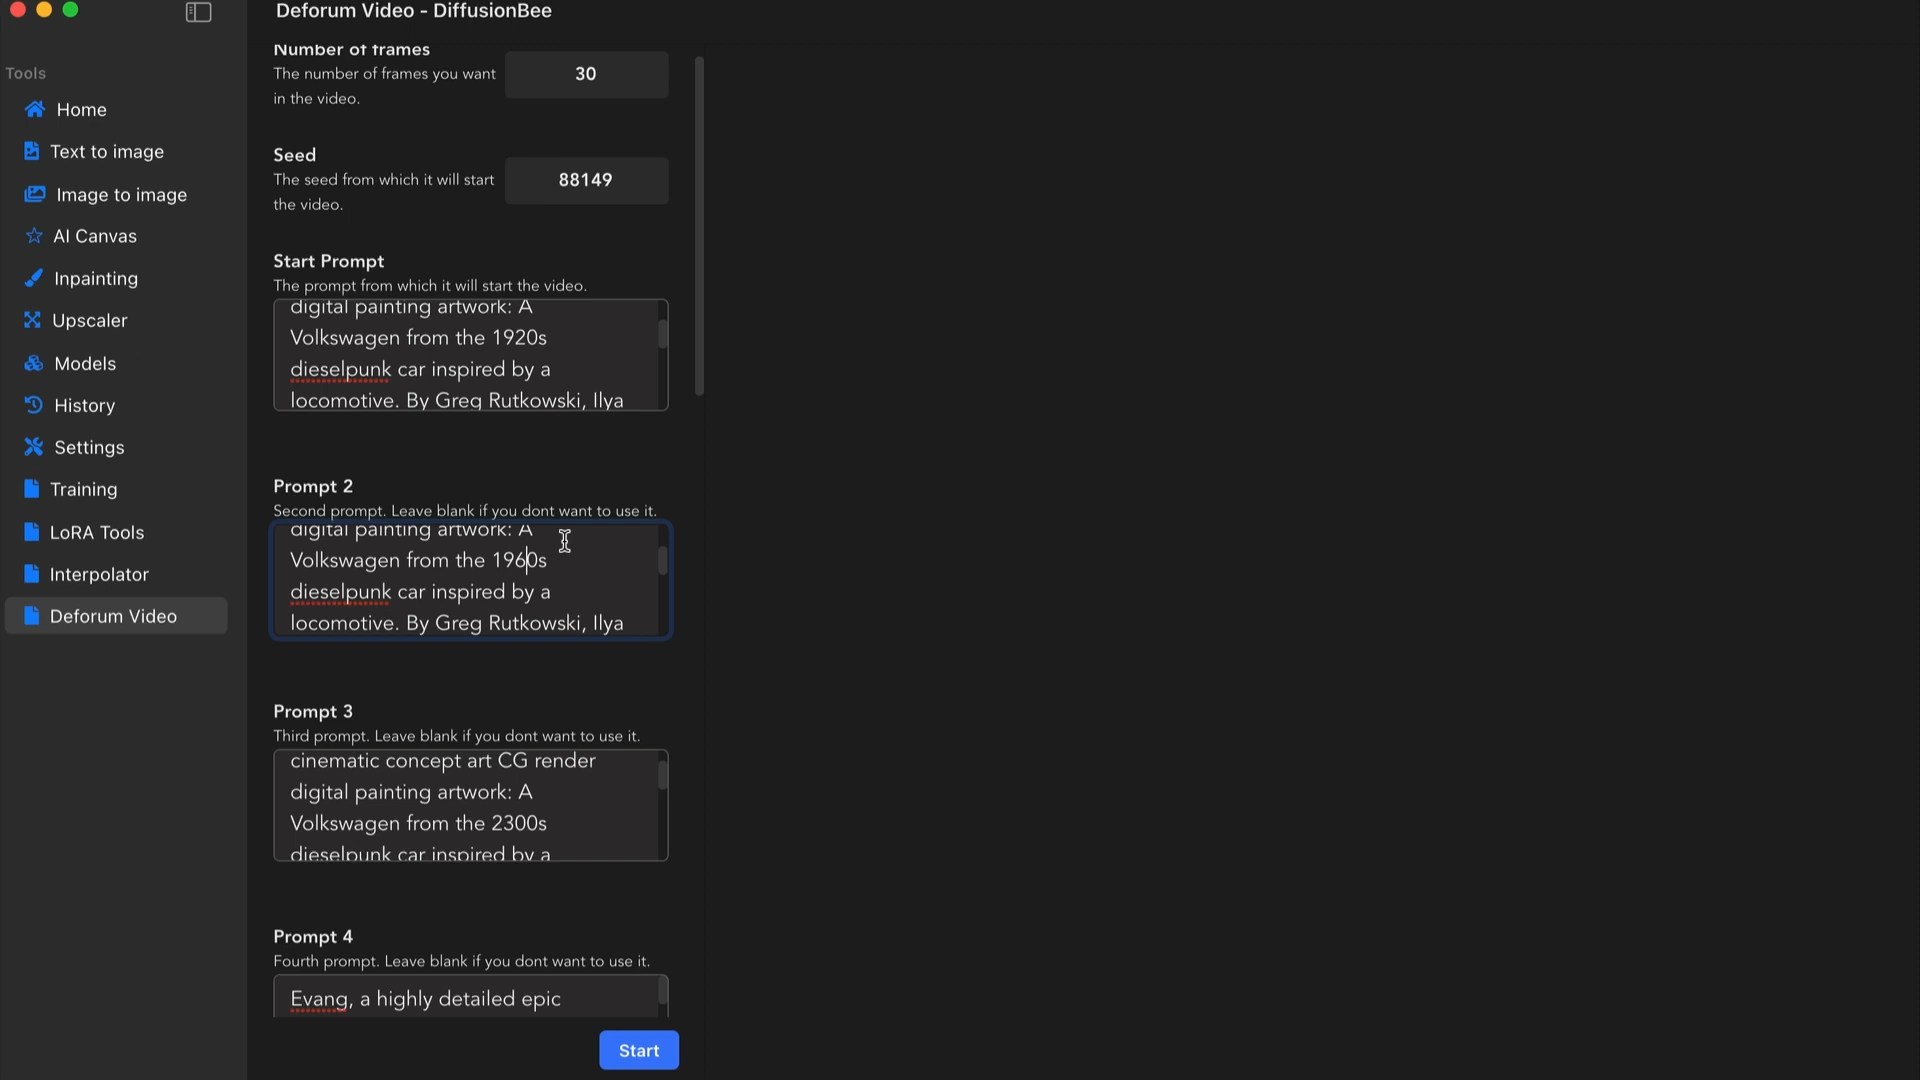 Deforum Video - DiffusionBee
Tools
Home
Text to image
Image to image
AI Canvas
Inpainting
Upscaler
Models
History
Settings
Training
LoRA Tools
Interpolator
Deforum Video
Number of frames
The number of frames you want
in the video.
30
Seed
The seed from which it will start
the video.
88149
Start Prompt
The prompt from which it will start the video.
digital painting artwork: A
Volkswagen from the 1920s
dieselpunk car inspired by a
locomotive. By Greg Rutkowski, Ilya
Prompt 2
Second prompt. Leave blank if you dont want to use it.
digital painting artwork: A
Volkswagen from the 1960s
dieselpunk car inspired by a
locomotive. By Greg Rutkowski, Ilya
Prompt 3
Third prompt. Leave blank if you dont want to use it.
cinematic concept art CG render
digital painting artwork: A
Volkswagen from the 2300s
dieselpunk car inspired by a
Prompt 4
Fourth prompt. Leave blank if you dont want to use it.
Evang, a highly detailed epic
Start